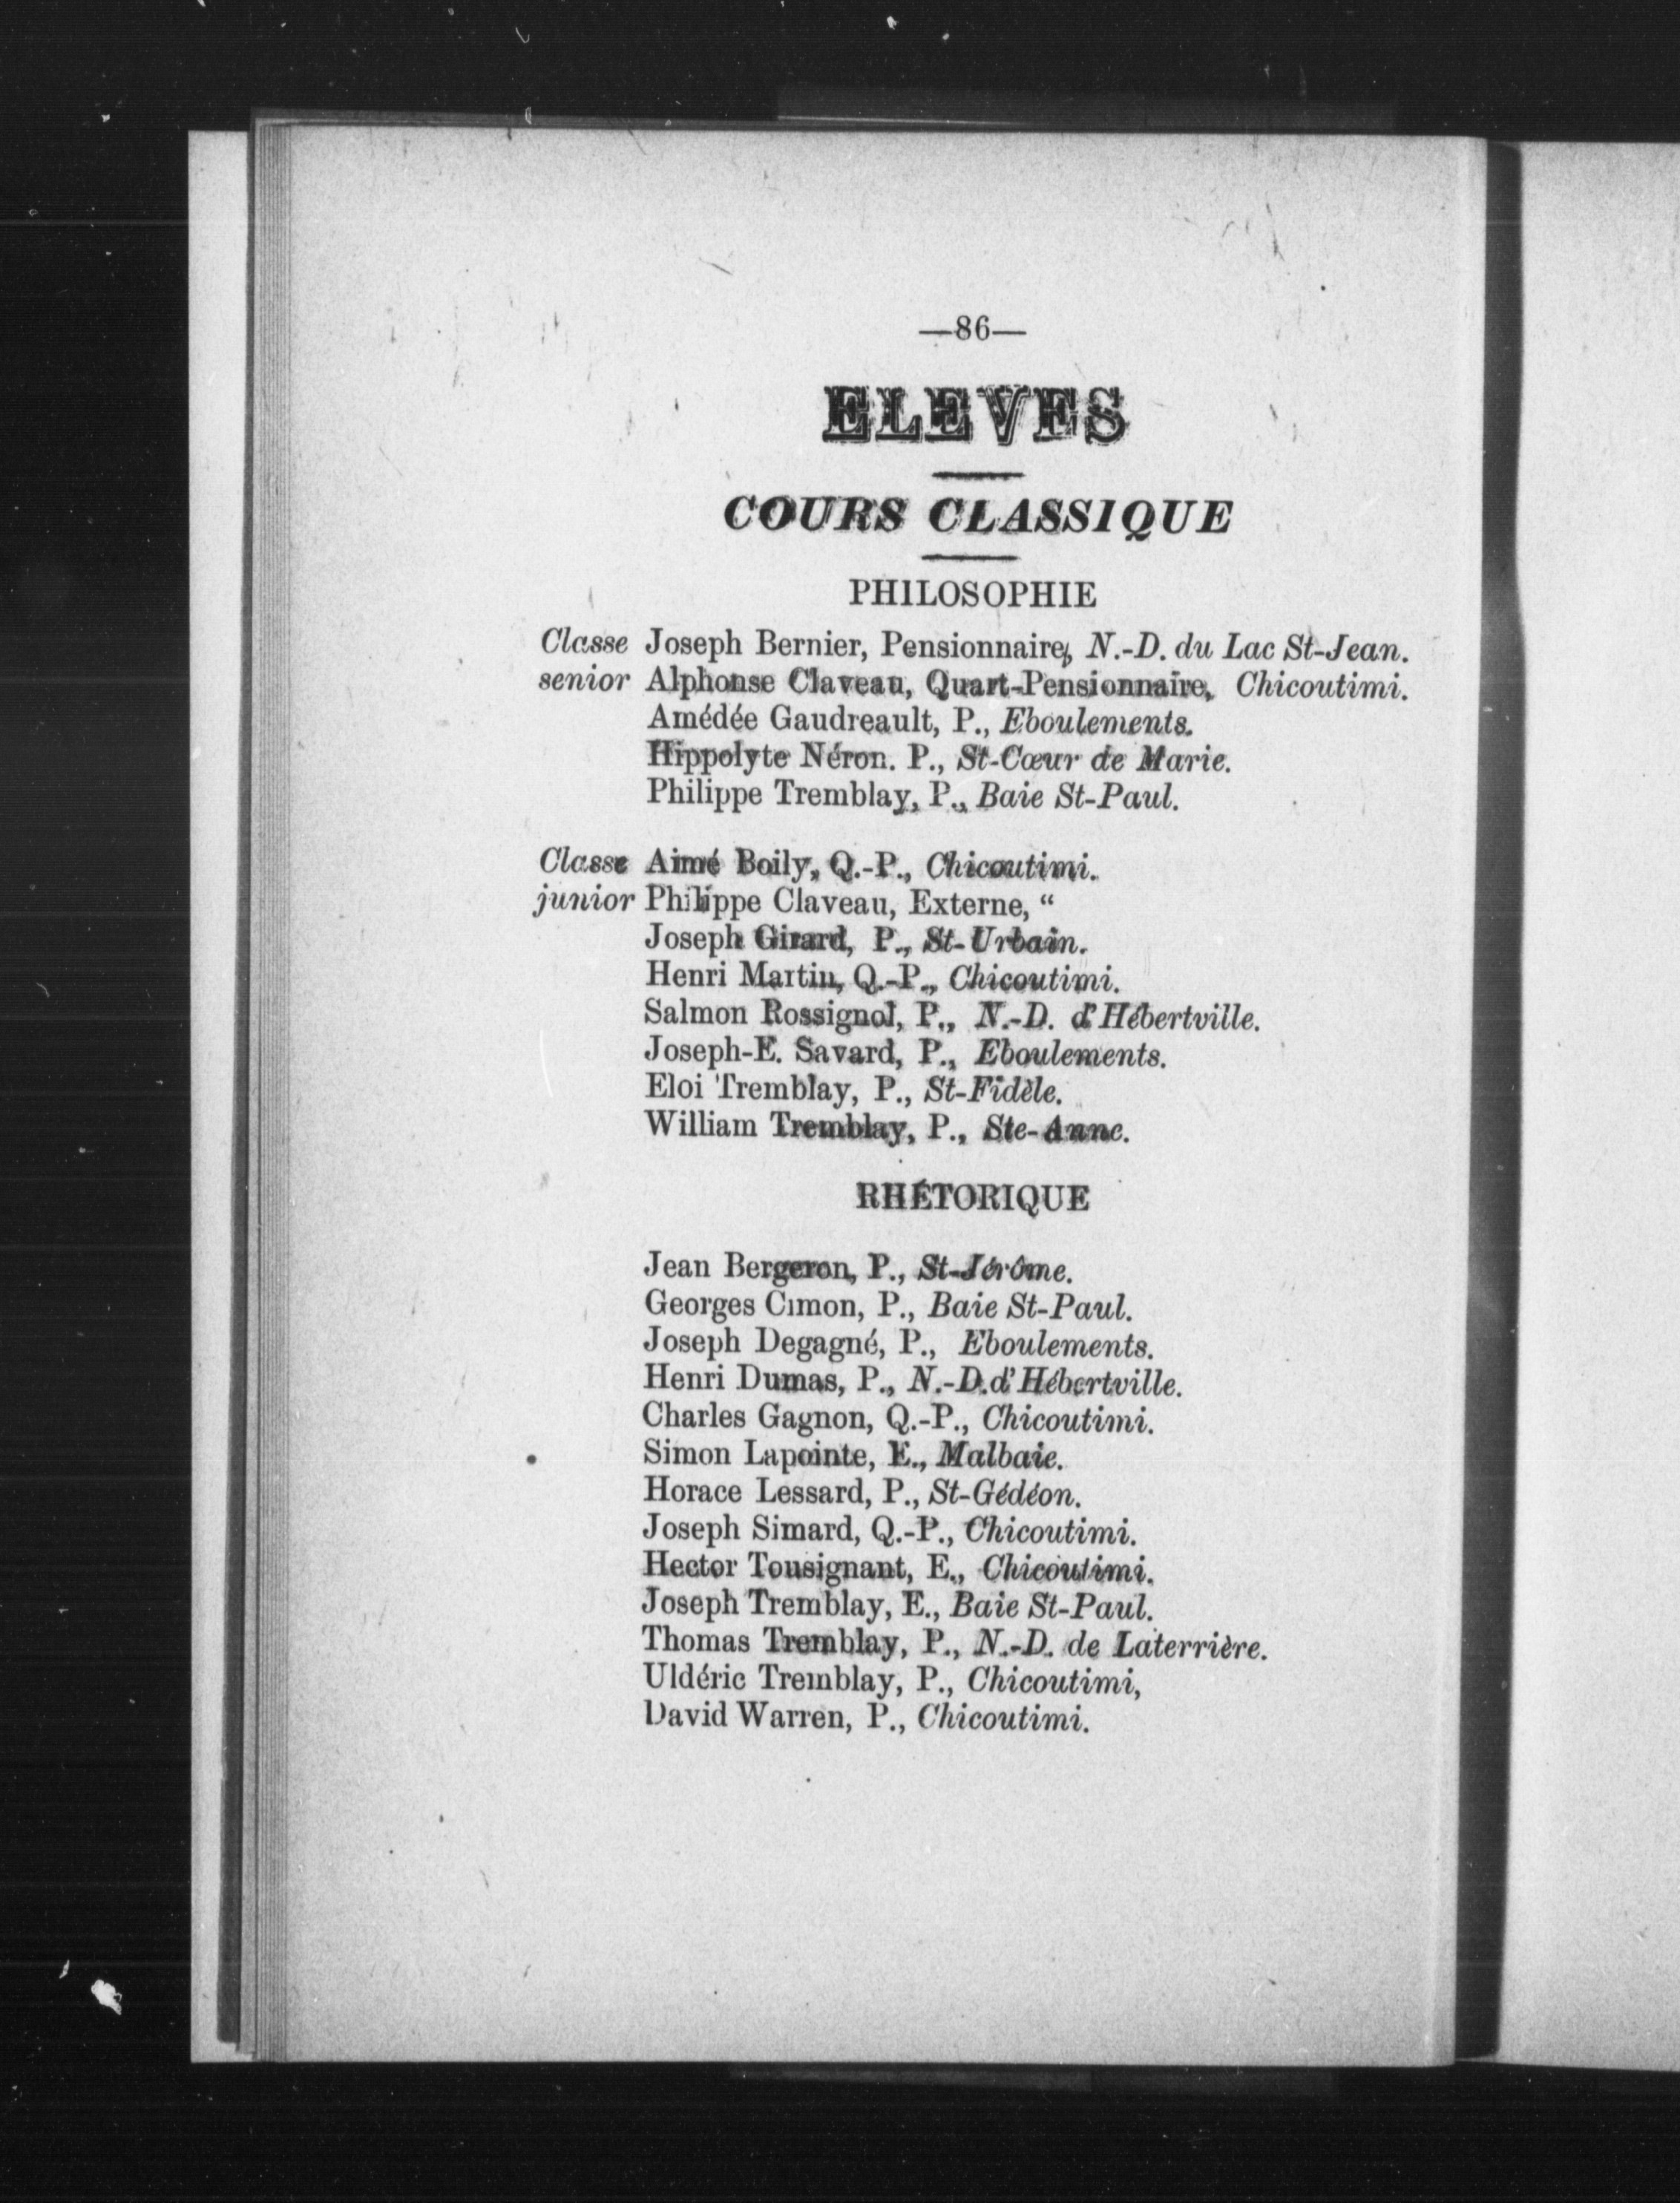 —86—
ELEVES
COURS CLASSIQUE
PHILOSOPHIE
Classe Joseph Bernier, Pensionnaire, N.-D. du Lac St-Jean.
senior Alphonse Claveau, Quart-Pensionnaire, Chicoutimi.
Amédée Gaudreault, P., Eboulements.
Hippolyte Néron. P., St-Cœur de Marie.
Philippe Tremblay, P., Baie St-Paul.
Classe Aimé Boily, Q.-P., Chicoutimi.
junior Philippe Claveau, Externe, “
Joseph Girard, P., St-Urbain.
Henri Martin, Q.-P., Chicoutimi.
Salmon Rossignol, P., N.-D. d'Hébertville.
Joseph-E. Savard, P., Eboulements.
Eloi Tremblay, P., St-Fidèle.
William Tremblay, P., Ste-Anne.
RHÉTORIQUE
Jean Bergeron, P., St-Jérôme.
Georges Cimon, P., Baie St-Paul.
Joseph Degagné, P., Eboulements.
Henri Dumas, P., N.-D. d'Hébertville.
Charles Gagnon, Q.-P., Chicoutimi.
Simon Lapointe, E., Malbaie.
Horace Lessard, P., St-Gédéon.
Joseph Simard, Q.-P., Chicoutimi.
Hector Tousignant, E., Chicoutimi.
Joseph Tremblay, E., Baie St-Paul.
Thomas Tremblay, P., N.-D. de Laterrière.
Uldéric Tremblay, P., Chicoutimi,
David Warren, P., Chicoutimi.